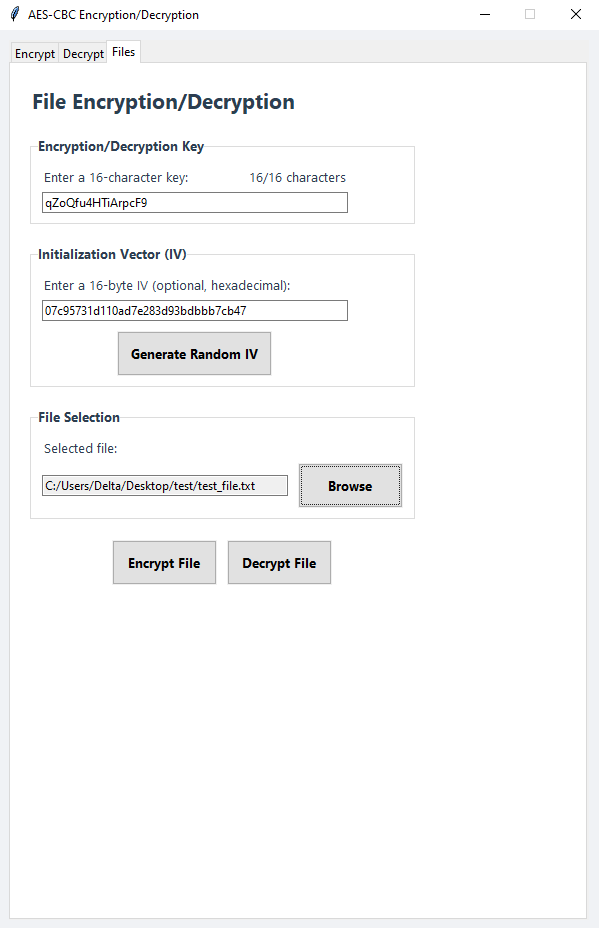 AES-CBC Encryption/Decryption
Encrypt Decrypt Files
File Encryption/Decryption
Encryption/Decryption Key
Enter a 16-character key: 16/16 characters
qZoQfu4HTiArpcF9
Initialization Vector (IV)
Enter a 16-byte IV (optional, hexadecimal):
07c95731d110ad7e283d93bdbbb7cb47
Generate Random IV
File Selection
Selected file:
C:/Users/Delta/Desktop/test/test_file.txt Browse
Encrypt File Decrypt File